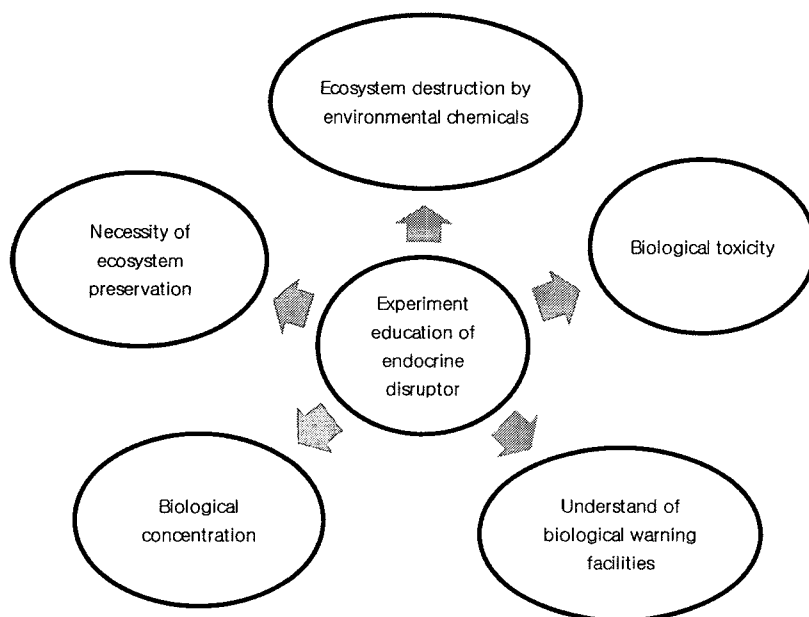 Ecosystem destruction by
environmental chemicals
Necessity of
ecosystem
preservation
Biological toxicity
Experiment
education of
endocrine
disruptor
Biological
concentration
Understand of
biological warning
facilities